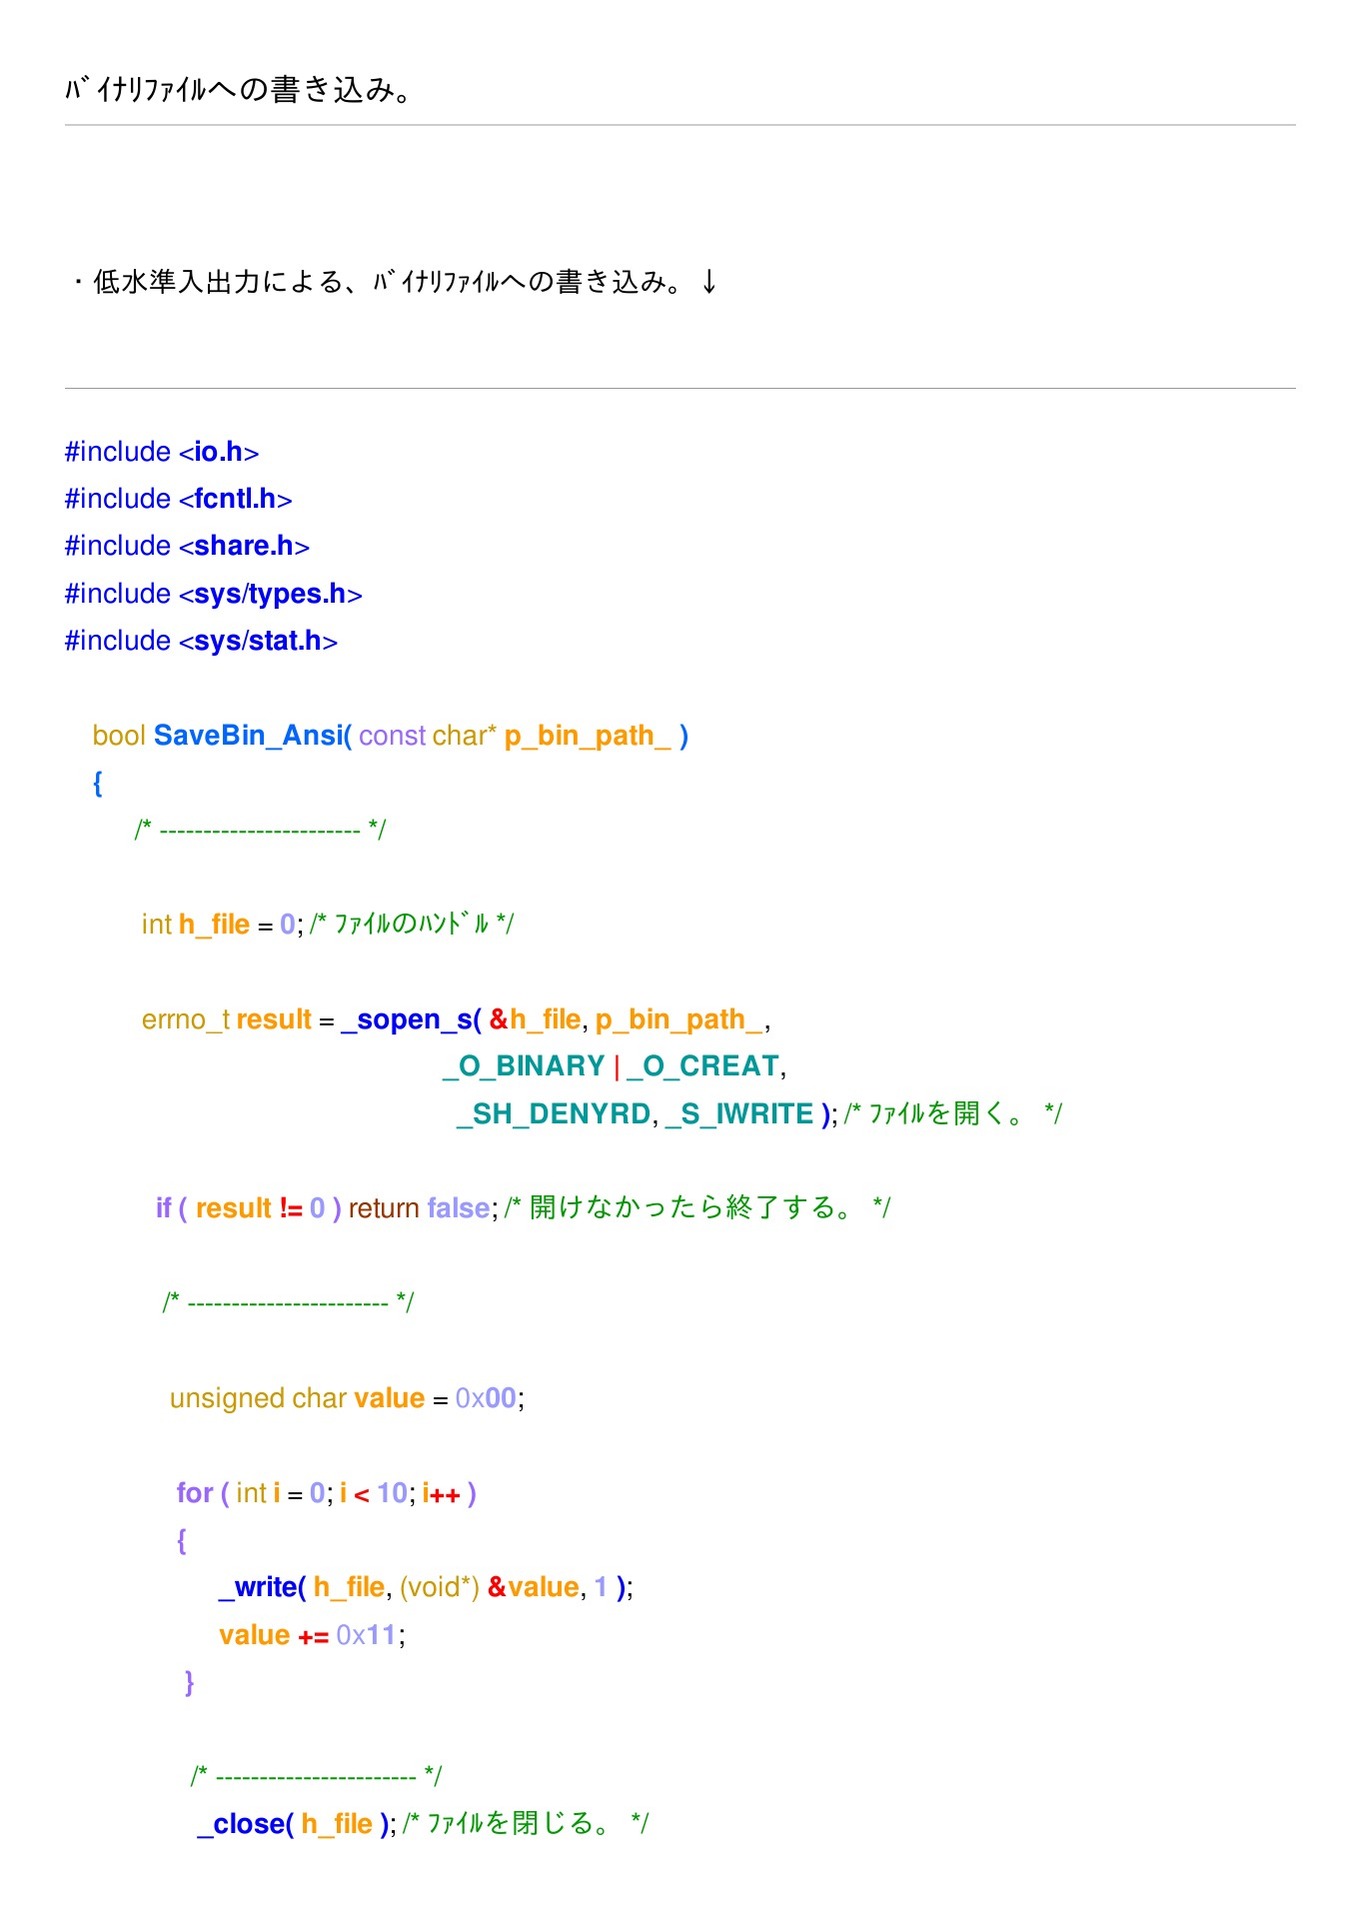 ﾊﾞｲﾅﾘﾌｧｲﾙへの書き込み。
・低水準入出力による、ﾊﾞｲﾅﾘﾌｧｲﾙへの書き込み。↓
#include <io.h>
#include <fcntl.h>
#include <share.h>
#include <sys/types.h>
#include <sys/stat.h>
bool SaveBin_Ansi( const char* p_bin_path_ )
{
/* ----------------------- */
int h_file = 0; /* ﾌｧｲﾙのﾊﾝﾄﾞﾙ */
errno_t result = _sopen_s( &h_file, p_bin_path_,
_O_BINARY | _O_CREAT,
_SH_DENYRD, _S_IWRITE ); /* ﾌｧｲﾙを開く。 */
if ( result != 0 ) return false; /* 開けなかったら終了する。 */
/* ----------------------- */
unsigned char value = 0x00;
for ( int i = 0; i < 10; i++ )
{
_write( h_file, (void*) &value, 1 );
value += 0x11;
}
/* ----------------------- */
_close( h_file ); /* ﾌｧｲﾙを閉じる。 */